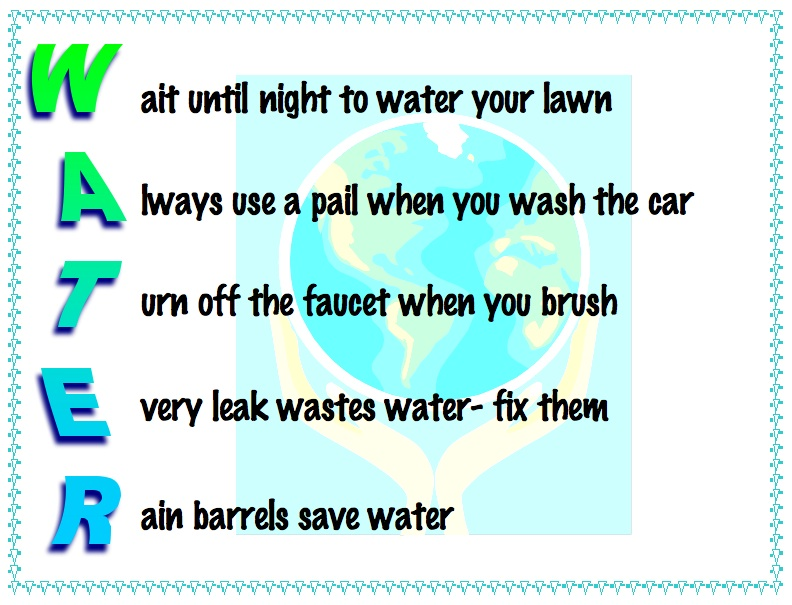 Wait until night to water your lawn
Always use a pail when you wash the car
Turn off the faucet when you brush
Every leak wastes water- fix them
Rain barrels save water